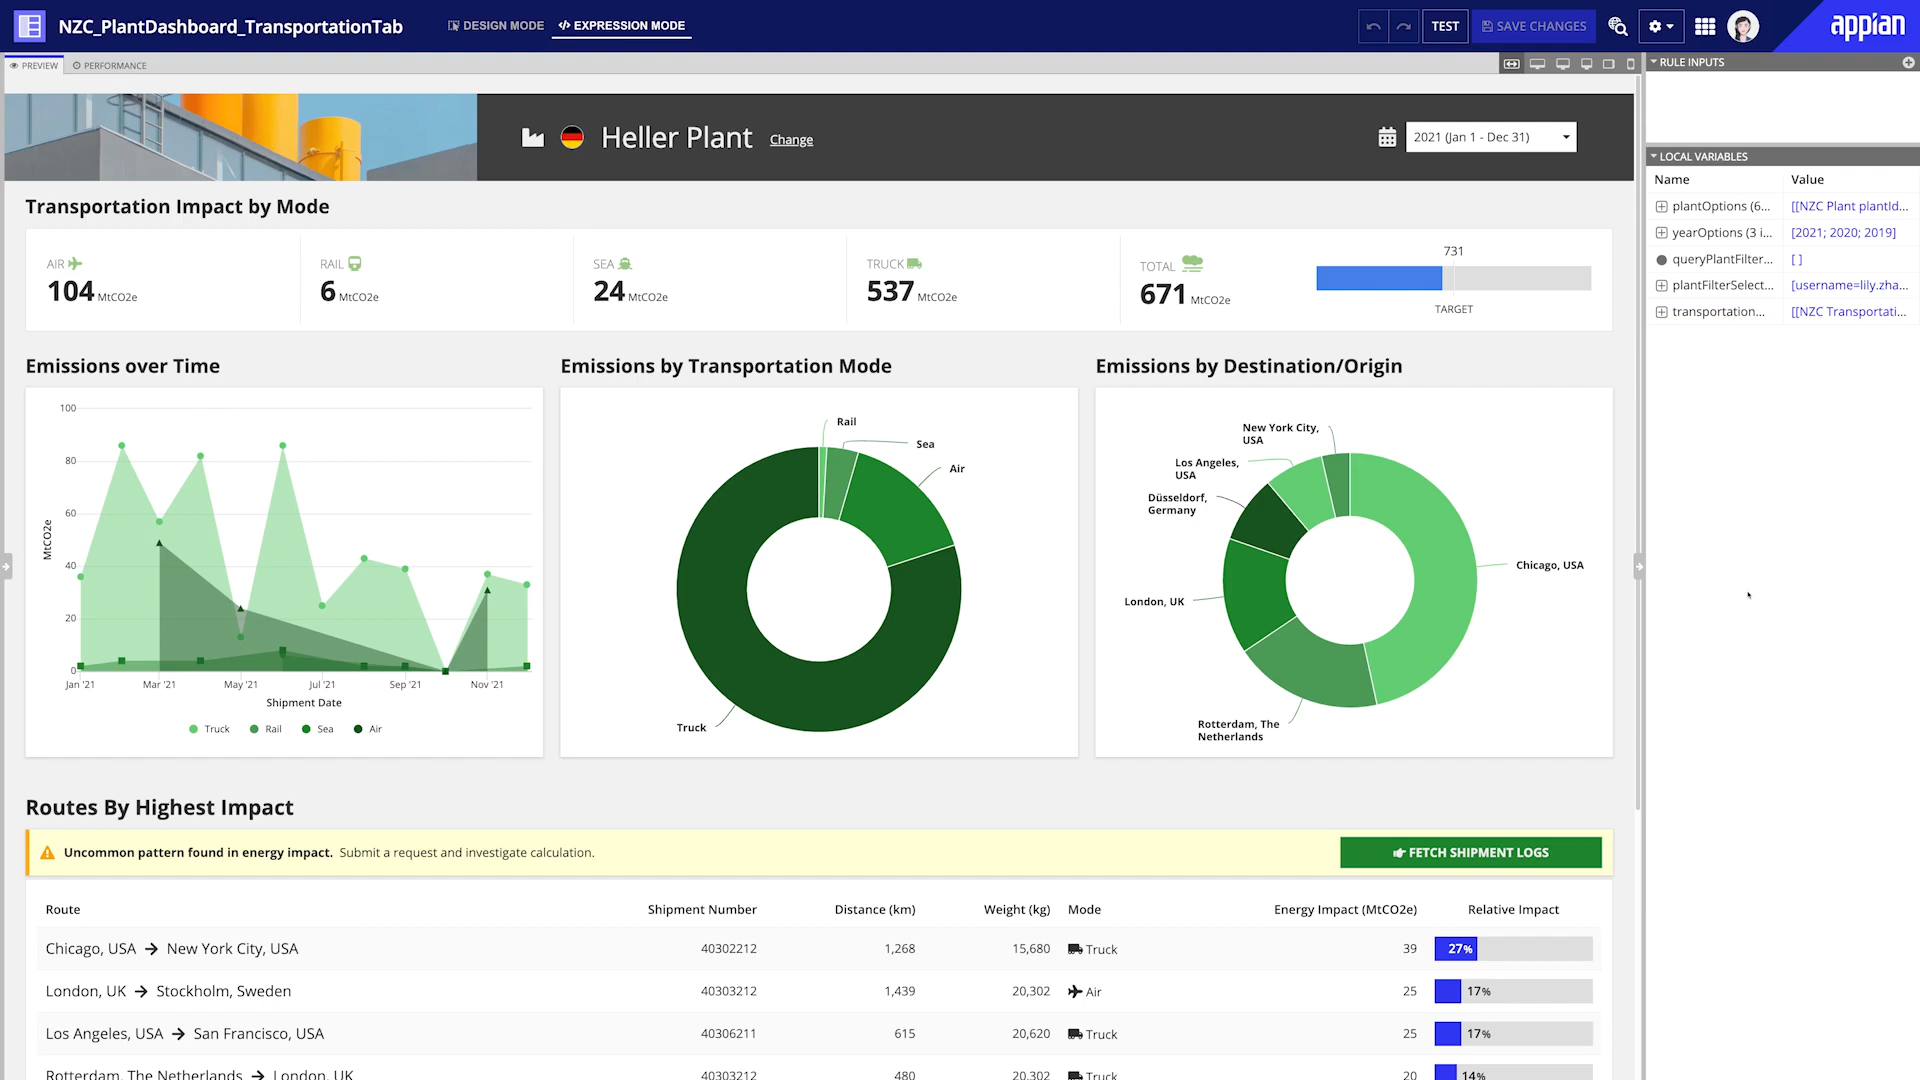 NZC_PlantDashboard_TransportationTab
DESIGN MODE
EXPRESSION MODE
TEST
SAVE CHANGES
appian
PREVIEW
PERFORMANCE
RULE INPUTS
Heller Plant
Change
2021 (Jan 1 - Dec 31)
LOCAL VARIABLES
Name
Value
plantOptions (6...
[[NZC Plant plantId...
yearOptions (3 i...
[2021; 2020; 2019]
queryPlantFilter...
[ ]
plantFilterSelect...
[username=lily.zha...
transportation...
[[NZC Transportati...
Transportation Impact by Mode
AIR
104 MtCO2e
RAIL
6 MtCO2e
SEA
24 MtCO2e
TRUCK
537 MtCO2e
TOTAL
671 MtCO2e
731
TARGET
Emissions over Time
100
80
60
40
20
0
MtCO2e
Jan '21
Mar '21
May '21
Jul '21
Sep '21
Nov '21
Shipment Date
Truck
Rail
Sea
Air
Emissions by Transportation Mode
Rail
Sea
Air
Truck
Emissions by Destination/Origin
New York City,
USA
Los Angeles,
USA
Düsseldorf,
Germany
London, UK
Chicago, USA
Rotterdam, The
Netherlands
Routes By Highest Impact
Uncommon pattern found in energy impact. Submit a request and investigate calculation.
FETCH SHIPMENT LOGS
Route Shipment Number Distance (km) Weight (kg) Mode Energy Impact (MtCO2e) Relative Impact
Chicago, USA → New York City, USA 40302212 1,268 15,680 Truck 39 27%
London, UK → Stockholm, Sweden 40303212 1,439 20,302 Air 25 17%
Los Angeles, USA → San Francisco, USA 40306211 615 20,620 Truck 25 17%
Rotterdam, The Netherlands → London, UK 40303212 480 20,302 Truck 20 14%